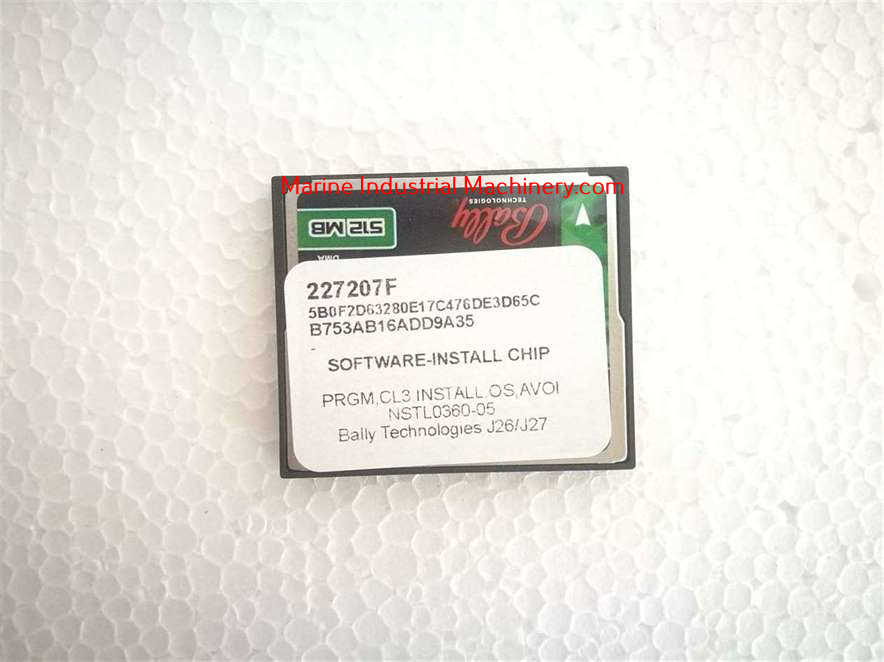 Marine Industrial Machinery.com
Bally
TECHNOLOGIES
512 MB
DMA
227207F
5B0F2D63280E17C476DE3D65C
B753AB16ADD9A35
-
SOFTWARE-INSTALL CHIP
PRGM,CL3 INSTALL,OS,AVOI
NSTL0360-05
Bally Technologies J26/J27